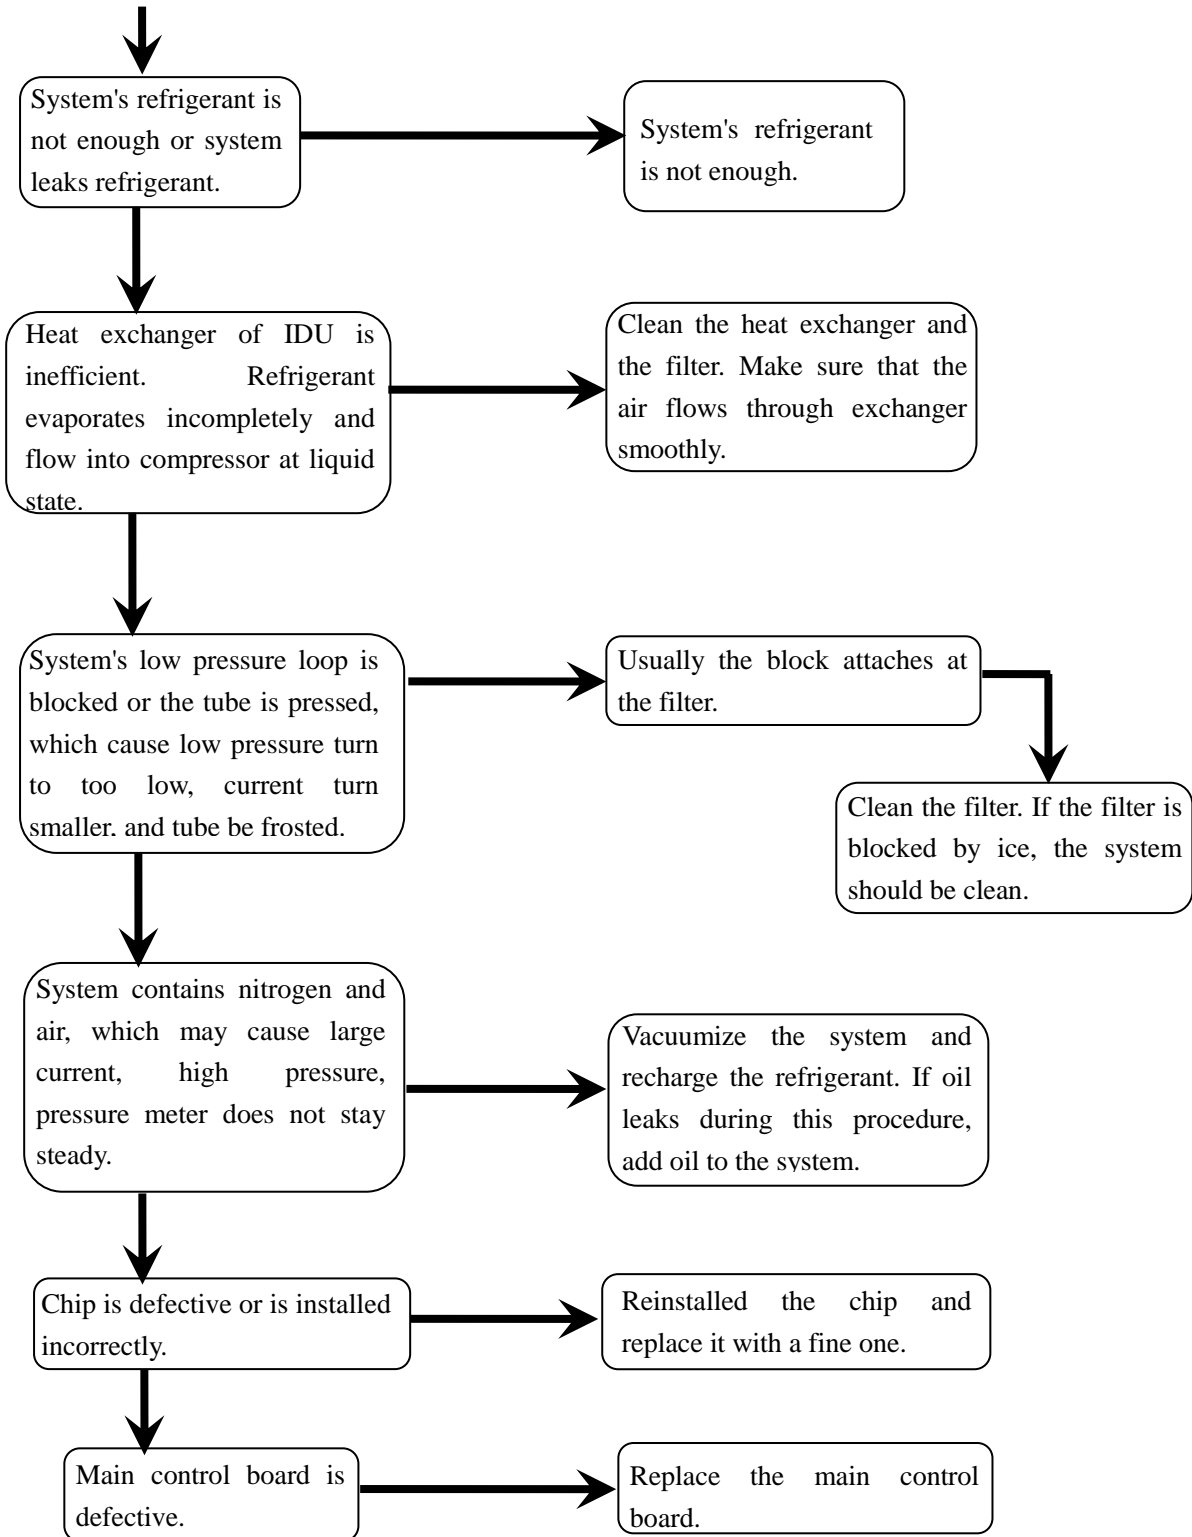 System's refrigerant is
not enough or system
leaks refrigerant.
System's refrigerant
is not enough.
Heat exchanger of IDU is
inefficient. Refrigerant
evaporates incompletely and
flow into compressor at liquid
state.
Clean the heat exchanger and
the filter. Make sure that the
air flows through exchanger
smoothly.
System's low pressure loop is
blocked or the tube is pressed,
which cause low pressure turn
to too low, current turn
smaller, and tube be frosted.
Usually the block attaches at
the filter.
Clean the filter. If the filter is
blocked by ice, the system
should be clean.
System contains nitrogen and
air, which may cause large
current, high pressure,
pressure meter does not stay
steady.
Vacuumize the system and
recharge the refrigerant. If oil
leaks during this procedure,
add oil to the system.
Chip is defective or is installed
incorrectly.
Reinstalled the chip and
replace it with a fine one.
Main control board is
defective.
Replace the main control
board.